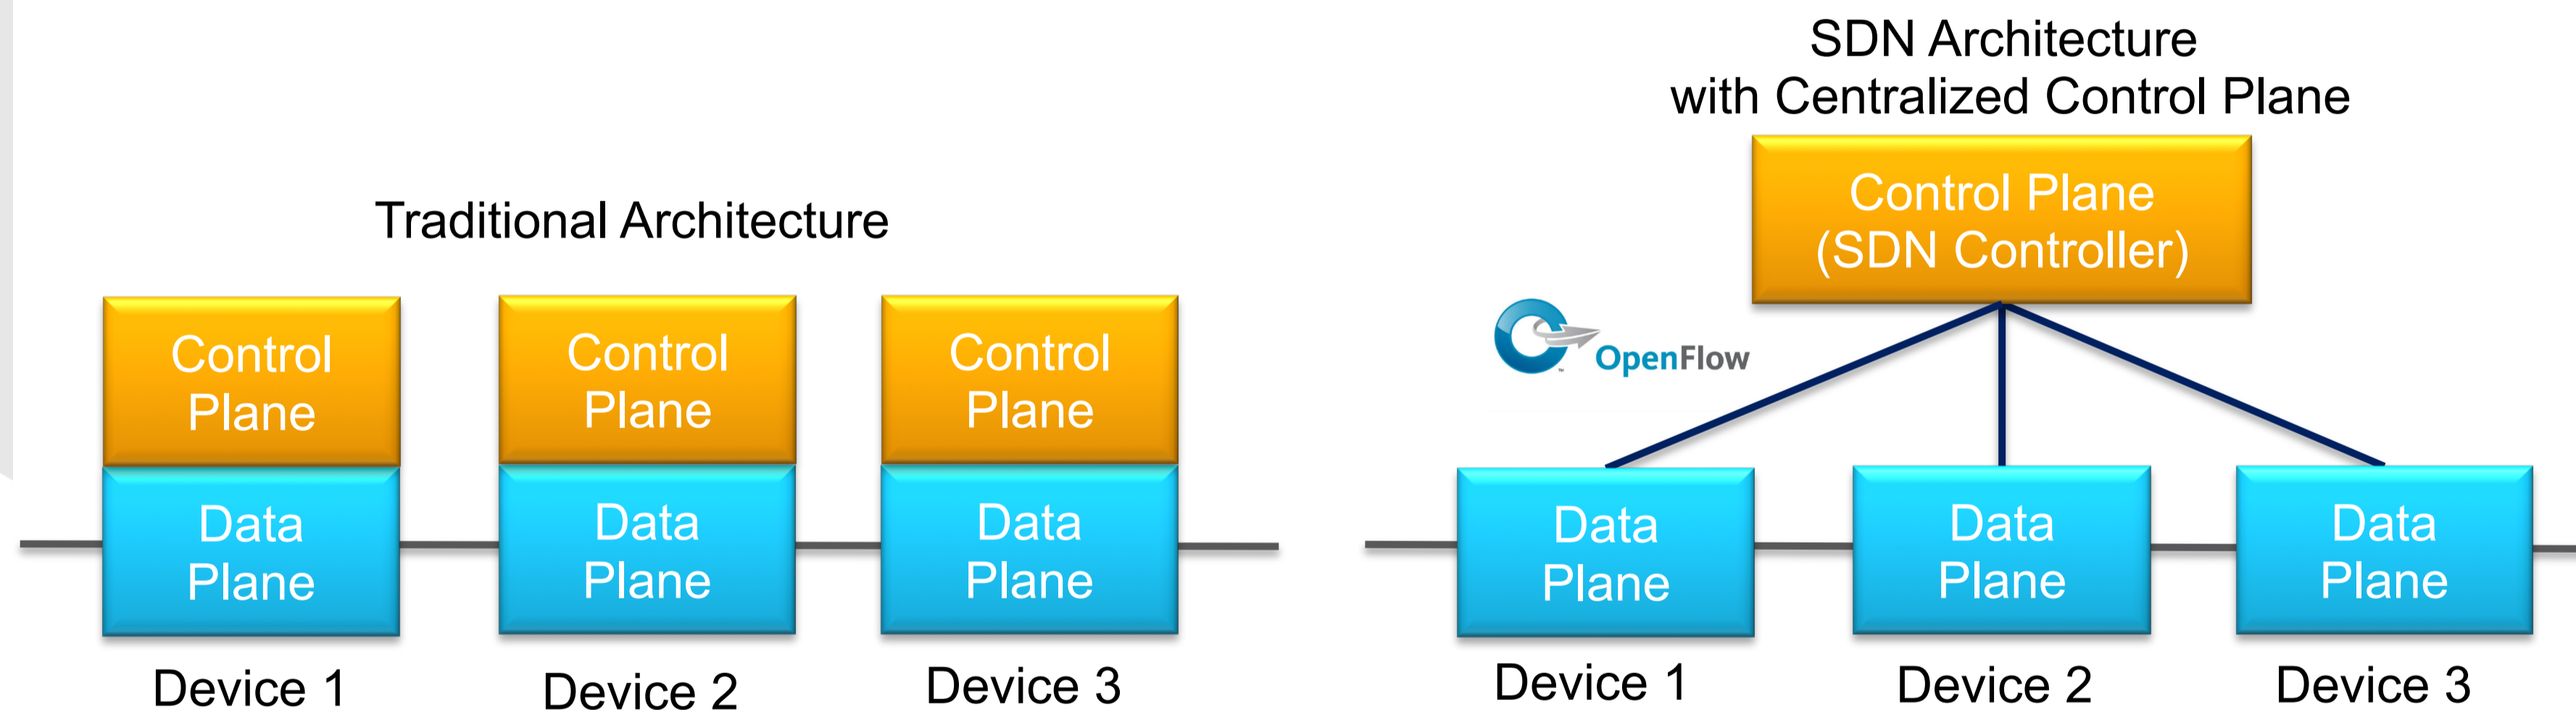 Traditional Architecture
Control
Plane
Data
Plane
Device 1
Control
Plane
Data
Plane
Device 2
Control
Plane
Data
Plane
Device 3
SDN Architecture
with Centralized Control Plane
Control Plane
(SDN Controller)
OpenFlow
Data
Plane
Device 1
Data
Plane
Device 2
Data
Plane
Device 3